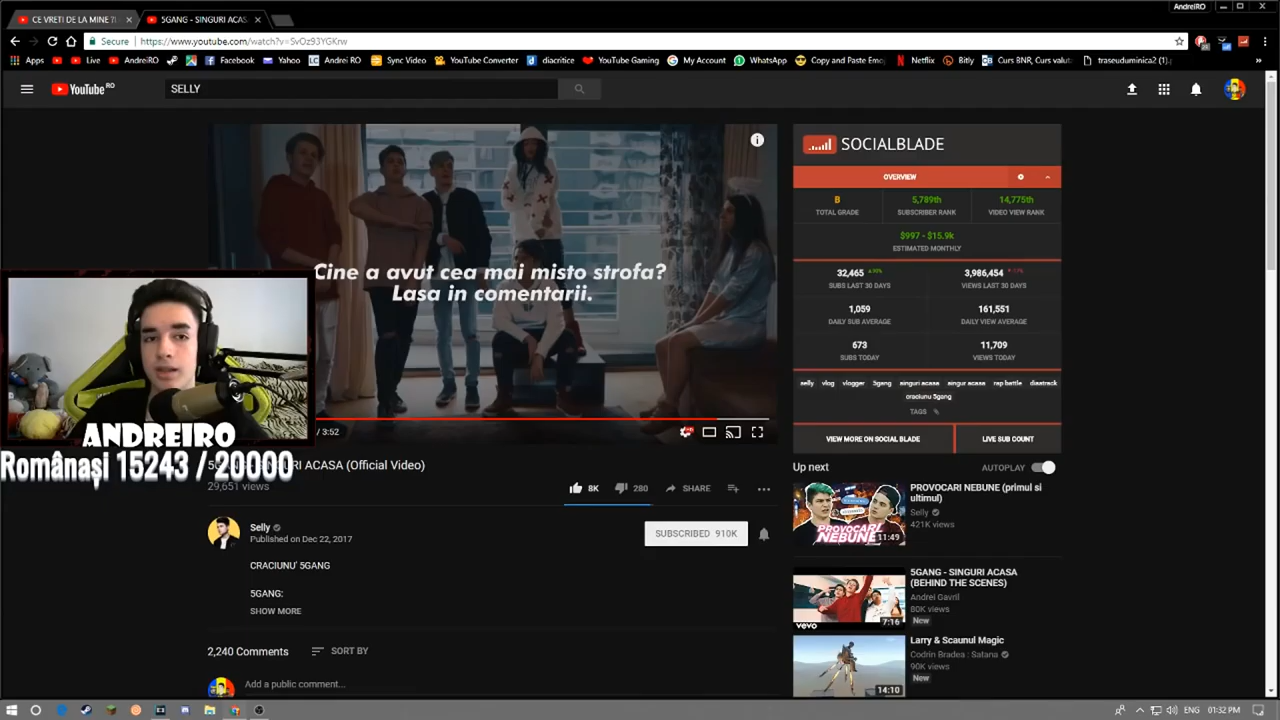 AndreiRO
CE VRETI DE LA MINE ?!
5GANG - SINGURI ACAS
Secure
https://www.youtube.com/watch?v=SvOz93YGKrw
Apps
Live
AndreiRO
Facebook
Yahoo
Andrei RO
Sync Video
YouTube Converter
diacritice
YouTube Gaming
My Account
WhatsApp
Copy and Paste Emo
Netflix
Bitly
Curs BNR, Curs valuta
traseuduminica2 (1).
»
YouTube RO
SELLY
Cine a avut cea mai misto strofa?
Lasa in comentarii.
/ 3:52
SOCIALBLADE
OVERVIEW
B
5,789th
14,775th
TOTAL GRADE
SUBSCRIBER RANK
VIDEO VIEW RANK
$997 - $15.9k
ESTIMATED MONTHLY
32,465
3,986,454
SUBS LAST 30 DAYS
VIEWS LAST 30 DAYS
1,059
161,551
DAILY SUB AVERAGE
DAILY VIEW AVERAGE
673
11,709
SUBS TODAY
VIEWS TODAY
selly vlog vlogger 5gang singuri acasa singur acasa rap battle disstrack
craciunu 5gang
TAGS
VIEW MORE ON SOCIAL BLADE
LIVE SUB COUNT
ANDREIRO
Românași 15243 / 20000
5GANG - SINGURI ACASA (Official Video)
29,651 views
8K
280
SHARE
Selly
Published on Dec 22, 2017
SUBSCRIBED 910K
CRACIUNU' 5GANG
5GANG:
SHOW MORE
2,240 Comments
SORT BY
Add a public comment...
Up next
AUTOPLAY
PROVOCARI NEBUNE
11:49
PROVOCARI NEBUNE (primul si
ultimul)
Selly
421K views
vevo
7:16
5GANG - SINGURI ACASA
(BEHIND THE SCENES)
Andrei Gavril
80K views
New
14:10
Larry & Scaunul Magic
Codrin Bradea : Satana
90K views
New
ENG
01:32 PM